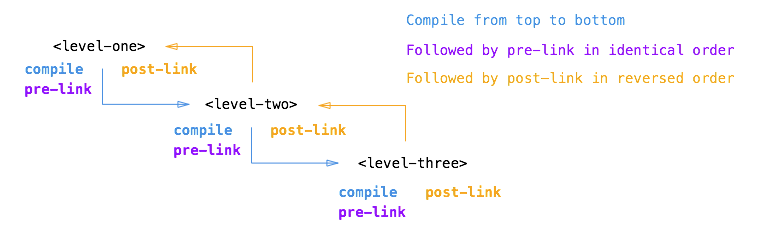 Compile from top to bottom
<level-one>
Followed by pre-link in identical order
compile post-link
Followed by post-link in reversed order
pre-link
<level-two>
compile post-link
pre-link
<level-three>
compile post-link
pre-link